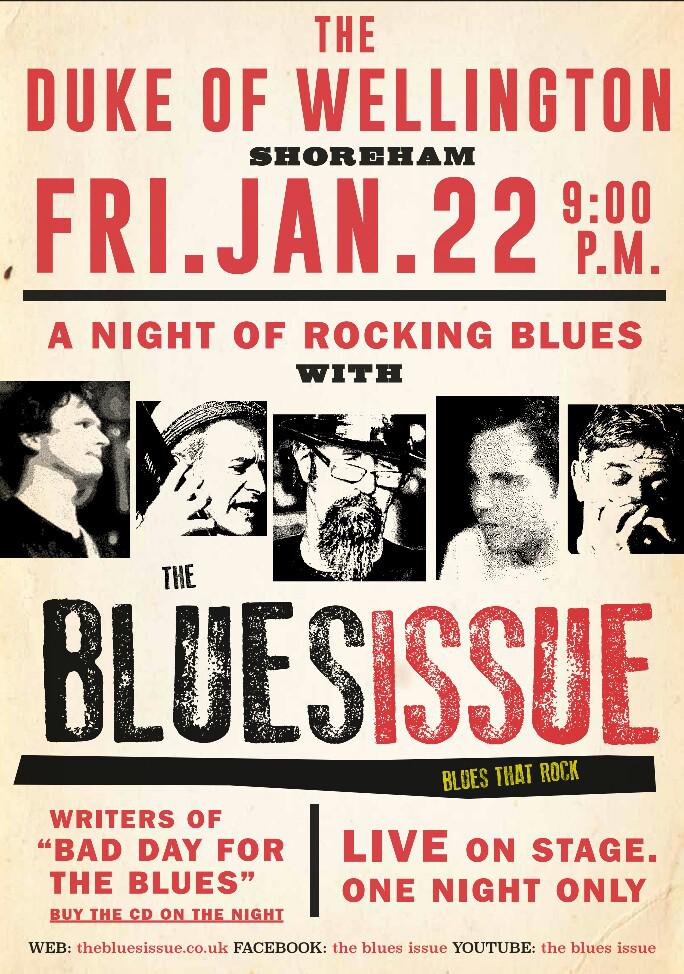 THE
DUKE OF WELLINGTON
SHOREHAM
FRI.JAN.22 9:00 P.M.
A NIGHT OF ROCKING BLUES
WITH
THE
BLUESISSUE
BLUES THAT ROCK
WRITERS OF
“BAD DAY FOR
THE BLUES”
BUY THE CD ON THE NIGHT
LIVE ON STAGE.
ONE NIGHT ONLY
WEB: thebluesissue.co.uk FACEBOOK: the blues issue YOUTUBE: the blues issue